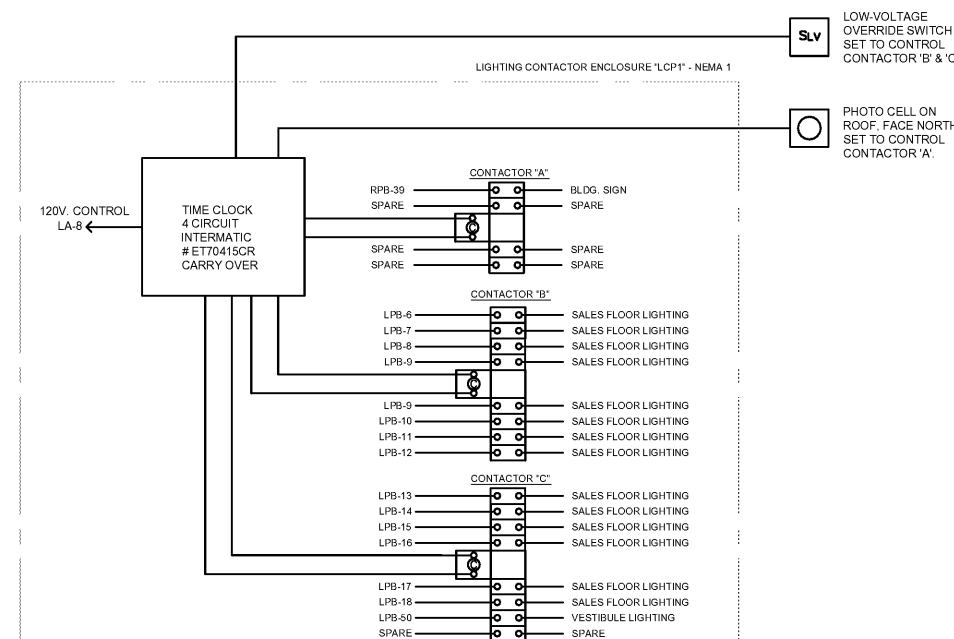 LOW-VOLTAGE
OVERRIDE SWITCH
SET TO CONTROL
CONTACTOR 'B' & 'C
SLV
LIGHTING CONTACTOR ENCLOSURE "LCP1" - NEMA 1
PHOTO CELL ON
ROOF, FACE NORTH
SET TO CONTROL
CONTACTOR 'A'.
120V. CONTROL
LA-8
TIME CLOCK
4 CIRCUIT
INTERMATIC
# ET70415CR
CARRY OVER
CONTACTOR "A"
RPB-39 BLDG. SIGN
SPARE SPARE
C
SPARE SPARE
SPARE SPARE
CONTACTOR "B"
LPB-6 SALES FLOOR LIGHTING
LPB-7 SALES FLOOR LIGHTING
LPB-8 SALES FLOOR LIGHTING
LPB-9 SALES FLOOR LIGHTING
C
LPB-9 SALES FLOOR LIGHTING
LPB-10 SALES FLOOR LIGHTING
LPB-11 SALES FLOOR LIGHTING
LPB-12 SALES FLOOR LIGHTING
CONTACTOR "C"
LPB-13 SALES FLOOR LIGHTING
LPB-14 SALES FLOOR LIGHTING
LPB-15 SALES FLOOR LIGHTING
LPB-16 SALES FLOOR LIGHTING
C
LPB-17 SALES FLOOR LIGHTING
LPB-18 SALES FLOOR LIGHTING
LPB-50 VESTIBULE LIGHTING
SPARE SPARE